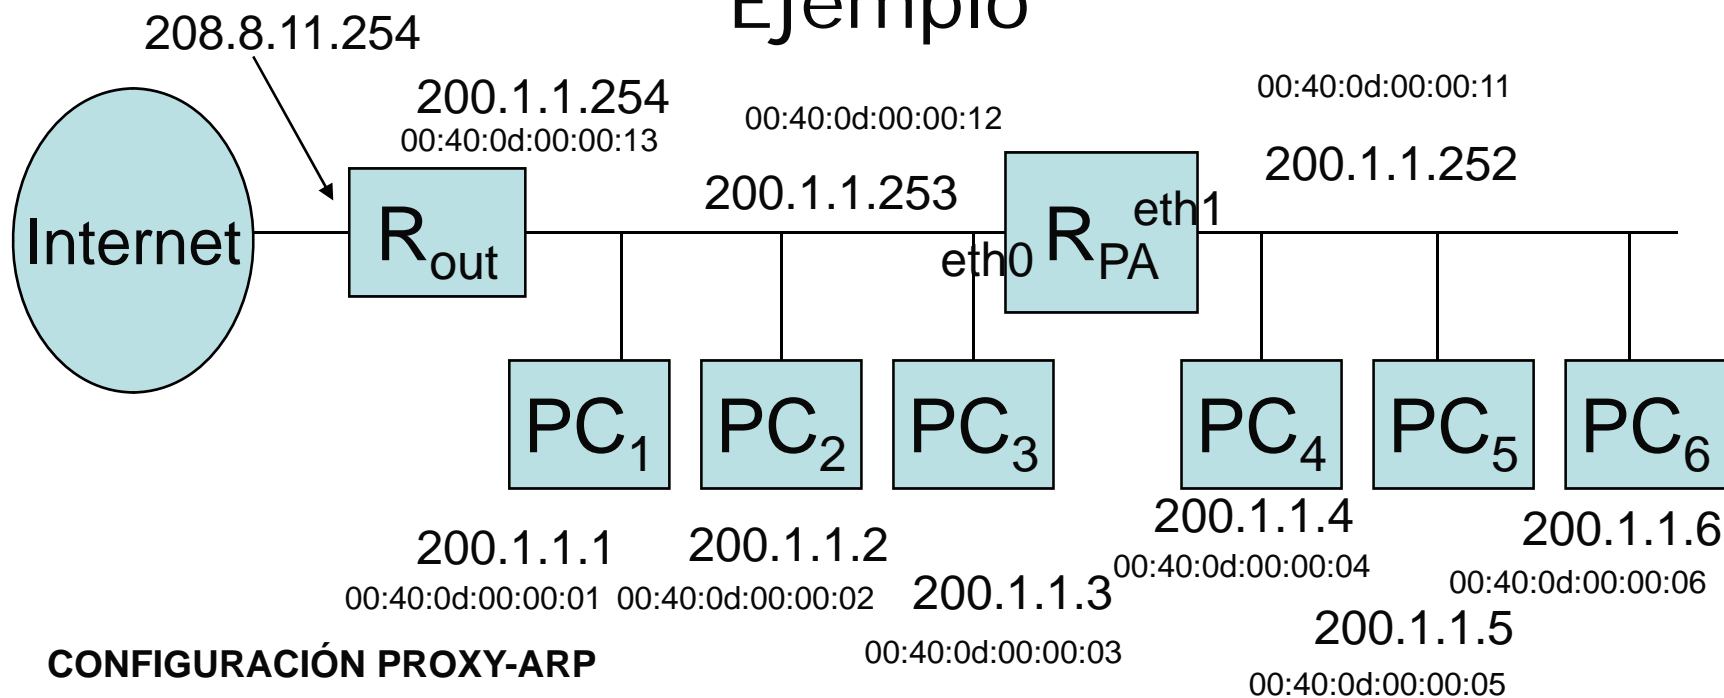 Ejemplo
208.8.11.254
200.1.1.254
00:40:0d:00:00:13
00:40:0d:00:00:12
200.1.1.253
00:40:0d:00:00:11
200.1.1.252
Internet
Rout
eth0
RPA
eth1
PC1
PC2
PC3
PC4
PC5
PC6
200.1.1.1
00:40:0d:00:00:01
200.1.1.2
00:40:0d:00:00:02
200.1.1.3
00:40:0d:00:00:03
200.1.1.4
00:40:0d:00:00:04
200.1.1.5
00:40:0d:00:00:05
200.1.1.6
00:40:0d:00:00:06
CONFIGURACIÓN PROXY-ARP